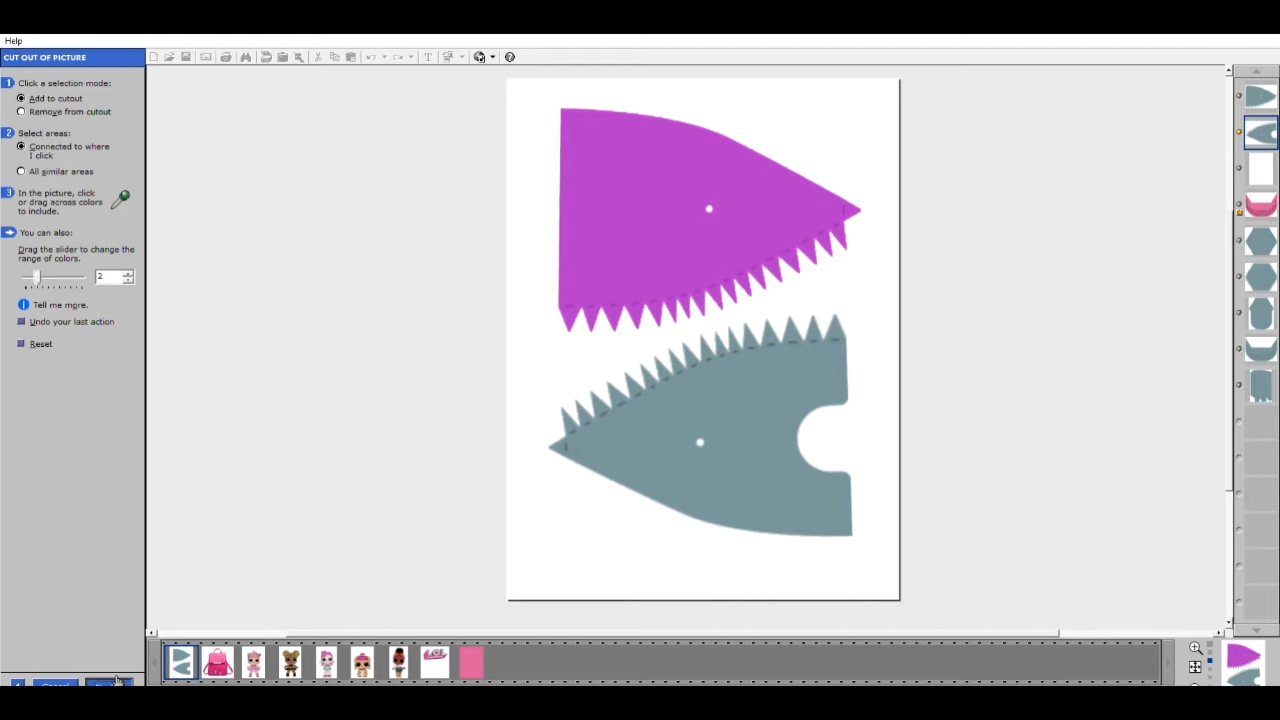 Help
CUT OUT OF PICTURE
1 Click a selection mode:
Add to cutout
Remove from cutout
2 Select areas:
Connected to where
I click
All similar areas
3 In the picture, click
or drag across colors
to include.
You can also:
Drag the slider to change the
range of colors.
2
Tell me more.
Undo your last action
Reset
Cancel